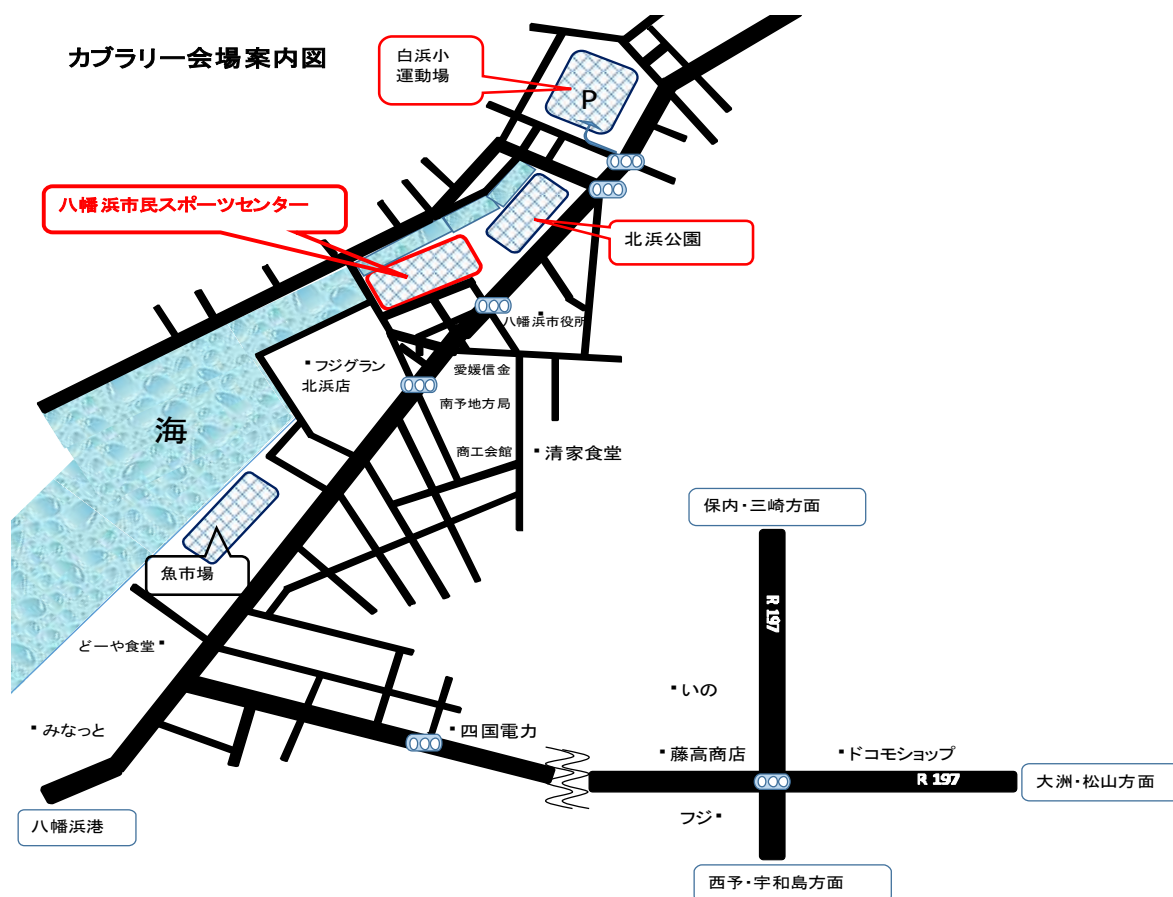 カブラリー会場案内図
白浜小
運動場
P
八幡浜市民スポーツセンター
北浜公園
八幡浜市役所
フジグラン
北浜店
愛媛信金
南予地方局
商工会館
清家食堂
海
魚市場
保内・三崎方面
R 197
どーや食堂
いの
みなっと
四国電力
藤高商店
ドコモショップ
R 197
大洲・松山方面
フジ
八幡浜港
西予・宇和島方面